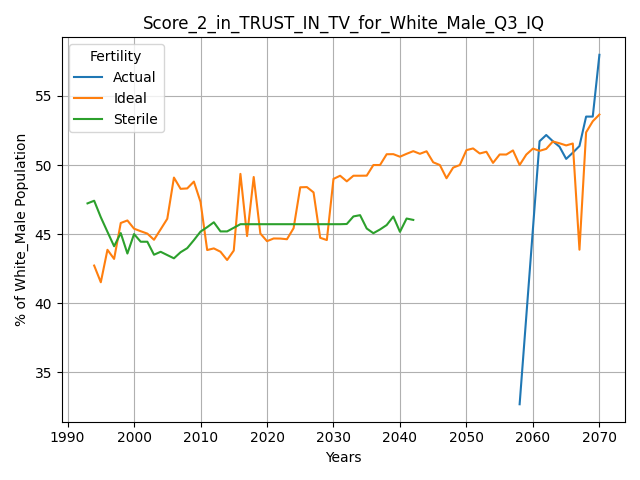 Score_2_in_TRUST_IN_TV_for_White_Male_Q3_IQ
Fertility
Actual
Ideal
Sterile
% of White_Male Population
55
50
45
40
35
1990 2000 2010 2020 2030 2040 2050 2060 2070
Years